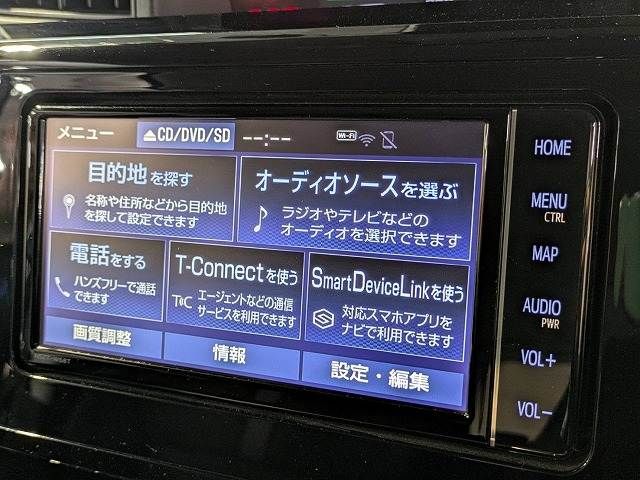 メニュー
⏏CD/DVD/SD
--:--
Wi-Fi
目的地を探す
名称や住所などから目的地
を探して設定できます
オーディオソースを選ぶ
ラジオやテレビなどの
オーディオを選択できます
電話をする
ハンズフリーで通話
できます
T-Connectを使う
TC
エージェントなどの通信
サービスを利用できます
SmartDeviceLinkを使う
対応スマホアプリを
ナビで利用できます
画質調整
情報
設定・編集
HOME
MENU
CTRL
MAP
AUDIO
PWR
VOL+
VOL-